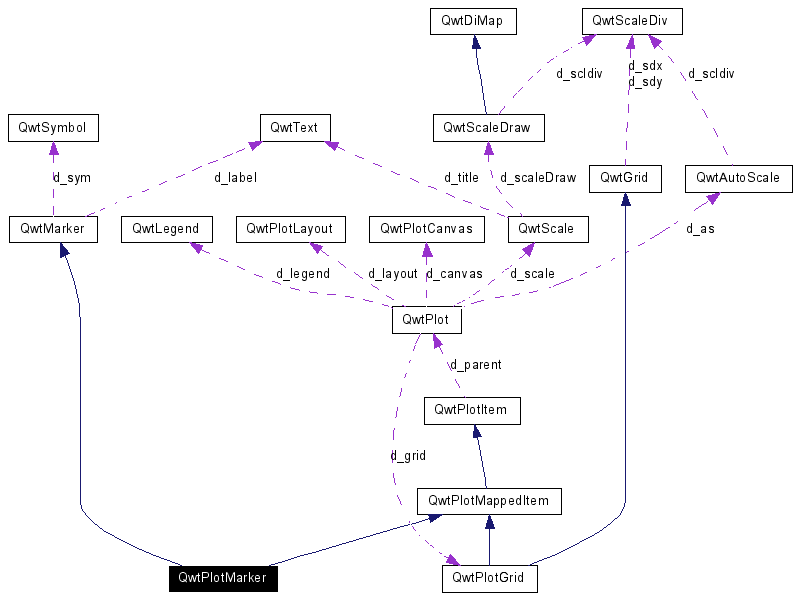 QwtDiMap
QwtScaleDiv
d_scldiv
d_sdx
d_sdy
d_scldiv
QwtSymbol
QwtText
QwtScaleDraw
d_sym
d_label
d_title
d_scaleDraw
QwtGrid
QwtAutoScale
QwtMarker
QwtLegend
QwtPlotLayout
QwtPlotCanvas
QwtScale
d_as
d_legend
d_layout
d_canvas
d_scale
QwtPlot
d_parent
QwtPlotItem
d_grid
QwtPlotMappedItem
QwtPlotMarker
QwtPlotGrid